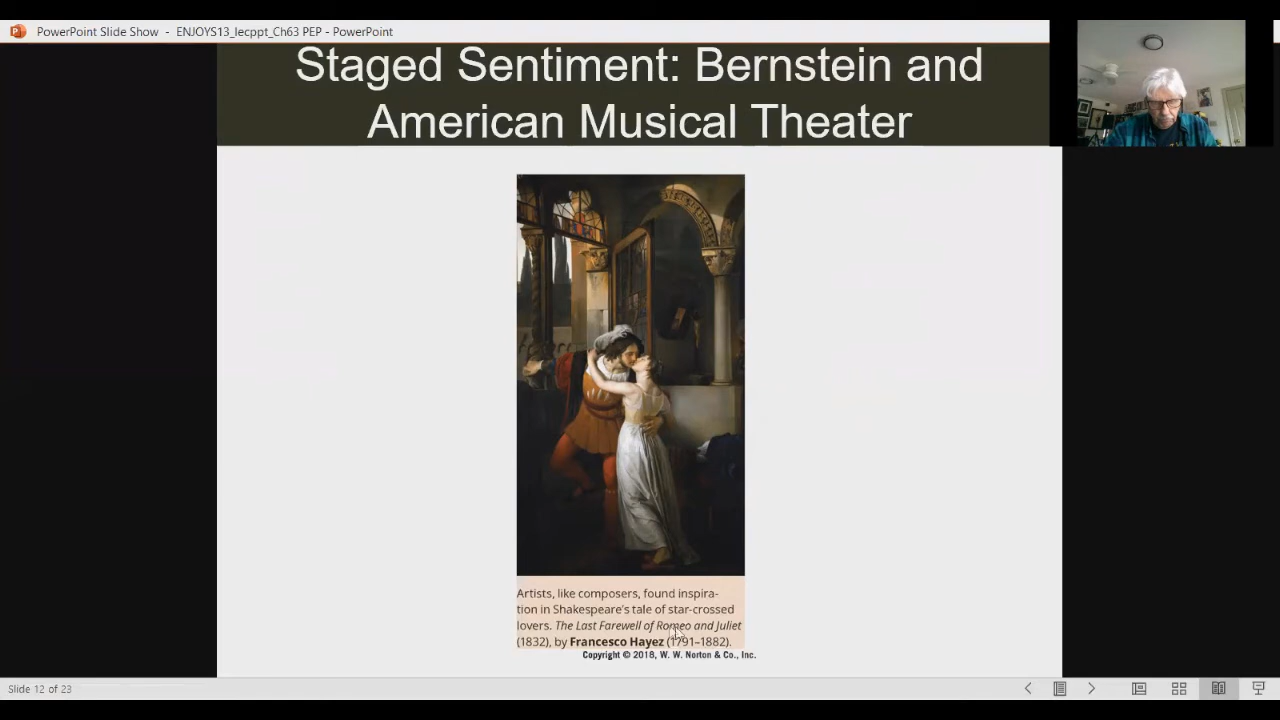 PowerPoint Slide Show - ENJOYS13_lecppt_Ch63 PEP - PowerPoint
Staged Sentiment: Bernstein and
American Musical Theater
Artists, like composers, found inspira-
tion in Shakespeare's tale of star-crossed
lovers. The Last Farewell of Romeo and Juliet
(1832), by Francesco Hayez (1791–1882).
Copyright © 2018, W. W. Norton & Co., Inc.
Slide 12 of 23